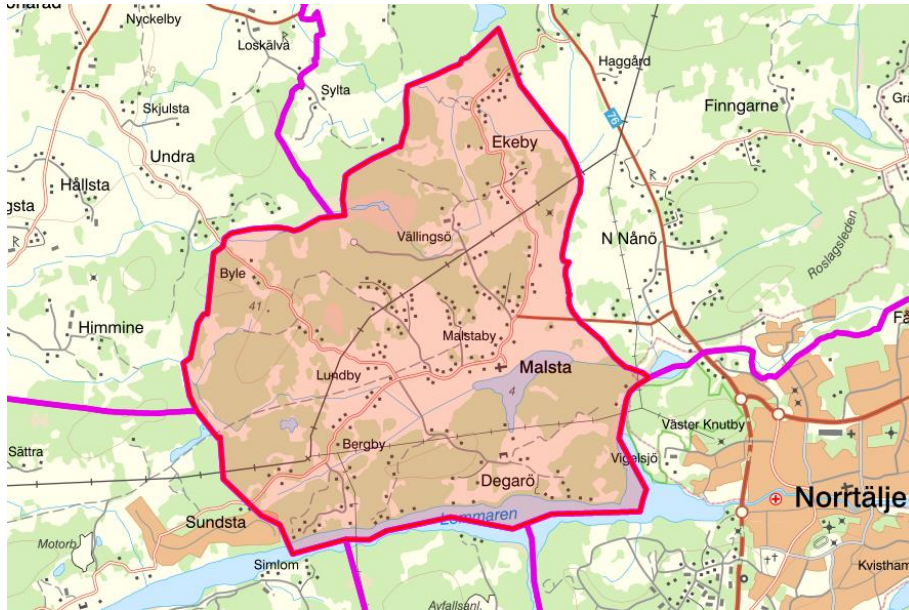 Nyckelby
Loskälva
Haggård
Sylta
Finngarne
Skjulsta
76
Ekeby
Undra
Hållsta
gsta
Vällingsö
N Nånö
Roslagsleden
Byle
41
Himmine
Malstaby
Lundby
Malsta
4
Väster Knutby
Sättra
Bergby
Vigelsjö
Degarö
Norrtälje
Sundsta
Lommaren
Motorb.
Simlom
Kvistham
Avfallsanl.